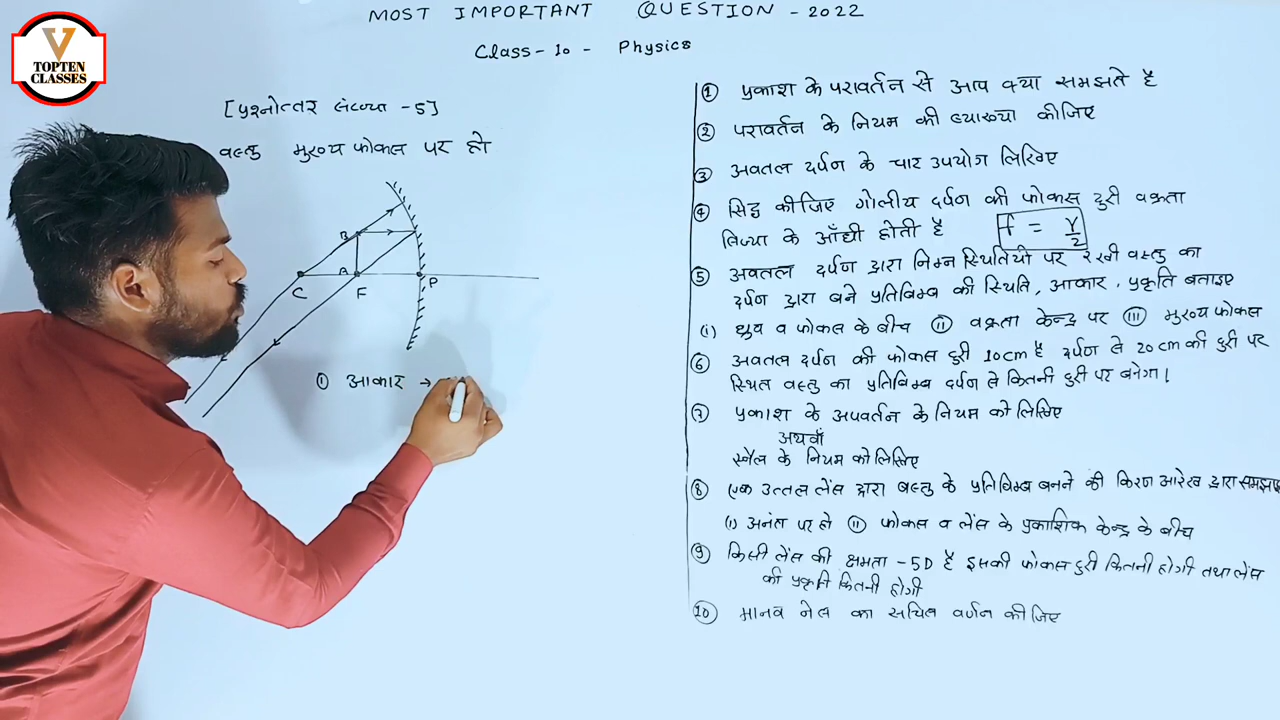 MOST IMPORTANT QUESTION - 2022
Class - 10 - Physics
TOPTEN
CLASSES
[प्रश्नोत्तर संख्या - 5]
वस्तु मुख्य फोकस पर हो
B
A
C F P
① आकार →
① प्रकाश के परावर्तन से आप क्या समझते है
② परावर्तन के नियम की व्याख्या कीजिए
③ अवतल दर्पण के चार उपयोग लिखिए
④ सिद्ध कीजिए गोलीय दर्पण की फोकस दुरी वक्रता
त्रिज्या के आँधी होती है f = r/2
⑤ अवतल दर्पण द्वारा निम्न स्थितियो पर रखी वस्तु का
दर्पण द्वारा बने प्रतिबिम्ब की स्थिति, आकार, प्रकृति बताइए
(i) ध्रुव व फोकस के बीच (ii) वक्रता केन्द्र पर (iii) मुख्य फोकस
⑥ अवतल दर्पण की फोकस दुरी 10cm है दर्पण से 20cm की दुरी पर
स्थित वस्तु का प्रतिबिम्ब दर्पण से कितनी दुरी पर बनेगा।
⑦ प्रकाश के अपवर्तन के नियम को लिखिए
अथवाँ
स्नैल के नियम को लिखिए
⑧ एक उत्तल लेंस द्वारा वस्तु के प्रतिबिम्ब बनने की किरण आरेख द्वारा समझाए
(i) अनंत पर हो (ii) फोकस व लेंस के प्रकाशिक केन्द्र के बीच
⑨ किसी लेंस की क्षमता -5D है इसकी फोकस दुरी कितनी होगी तथा लेंस
की प्रकृति कितनी होगी
⑩ मानव नेत्र का सचित्र वर्णन कीजिए